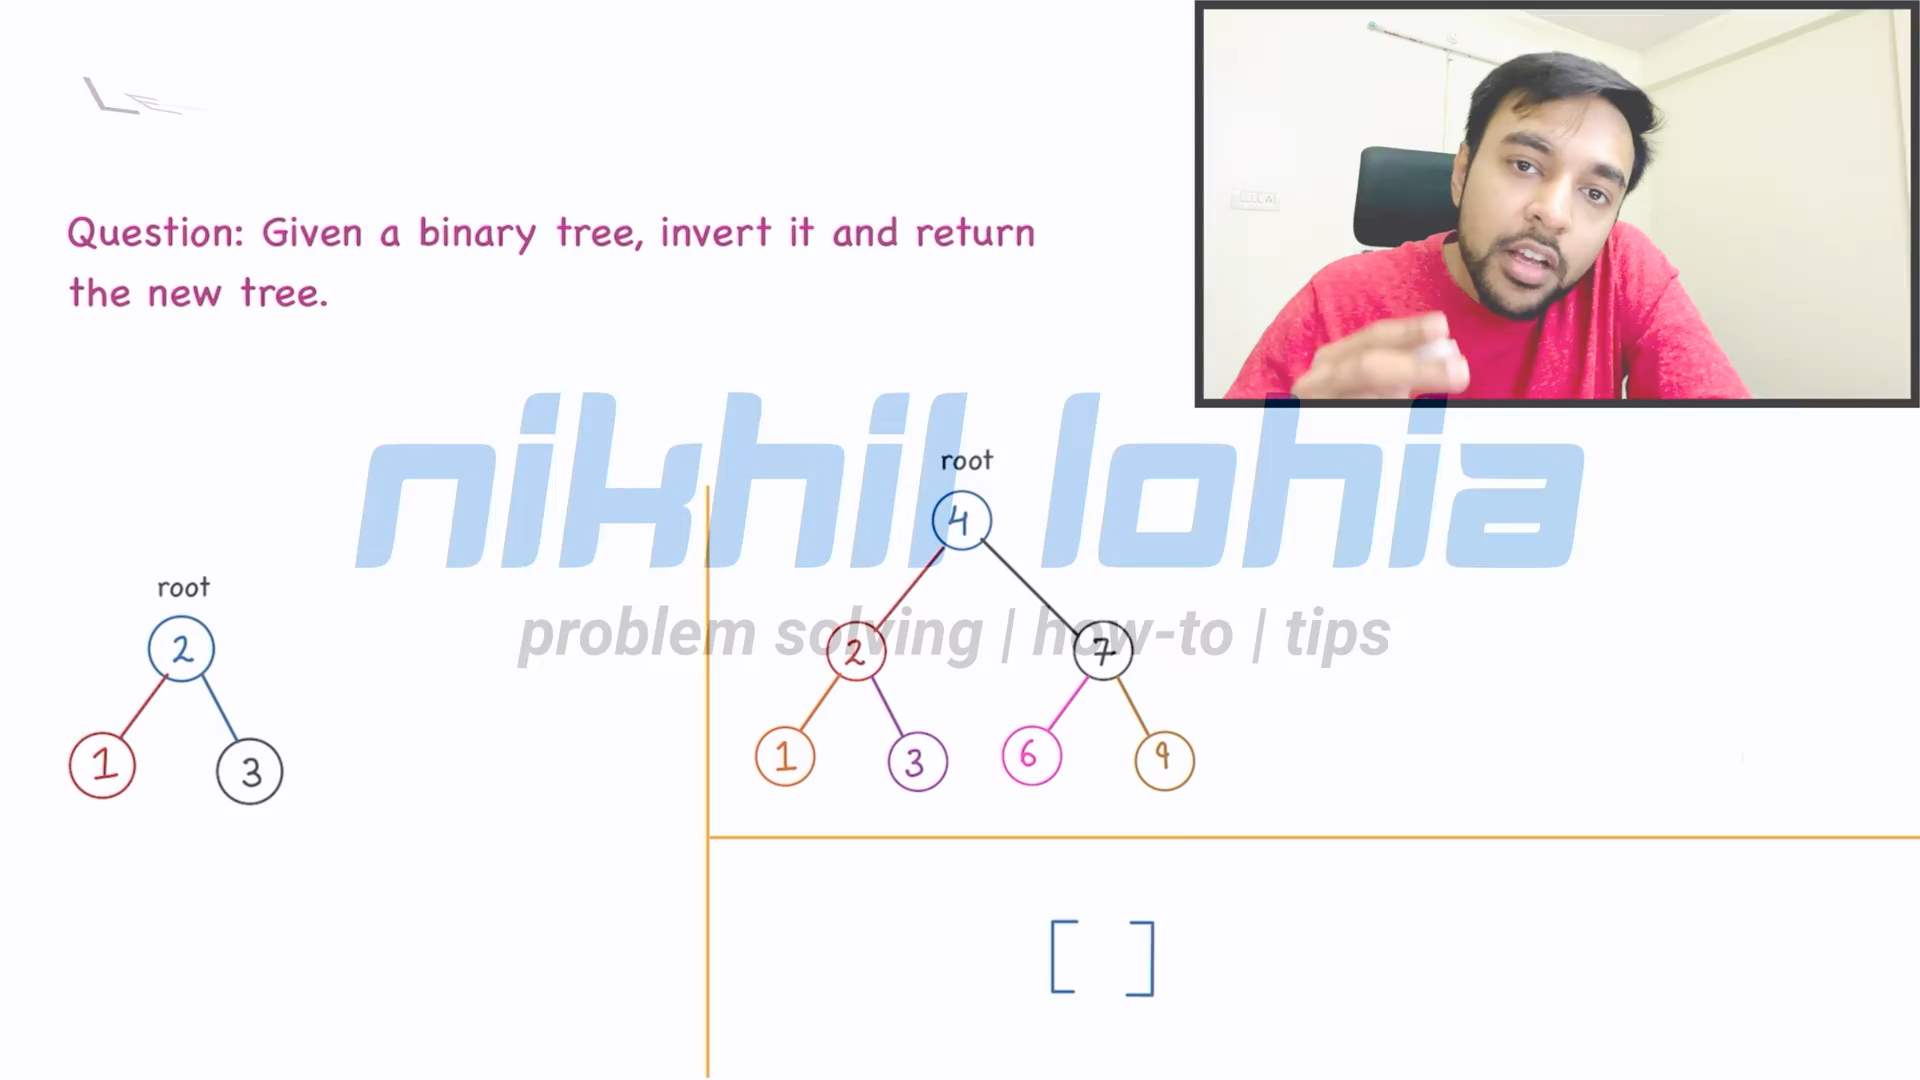 Question: Given a binary tree, invert it and return
the new tree.
nikhil lohia
problem solving | how-to | tips
root
2
1
3
root
4
2
7
1
3
6
9
[ ]